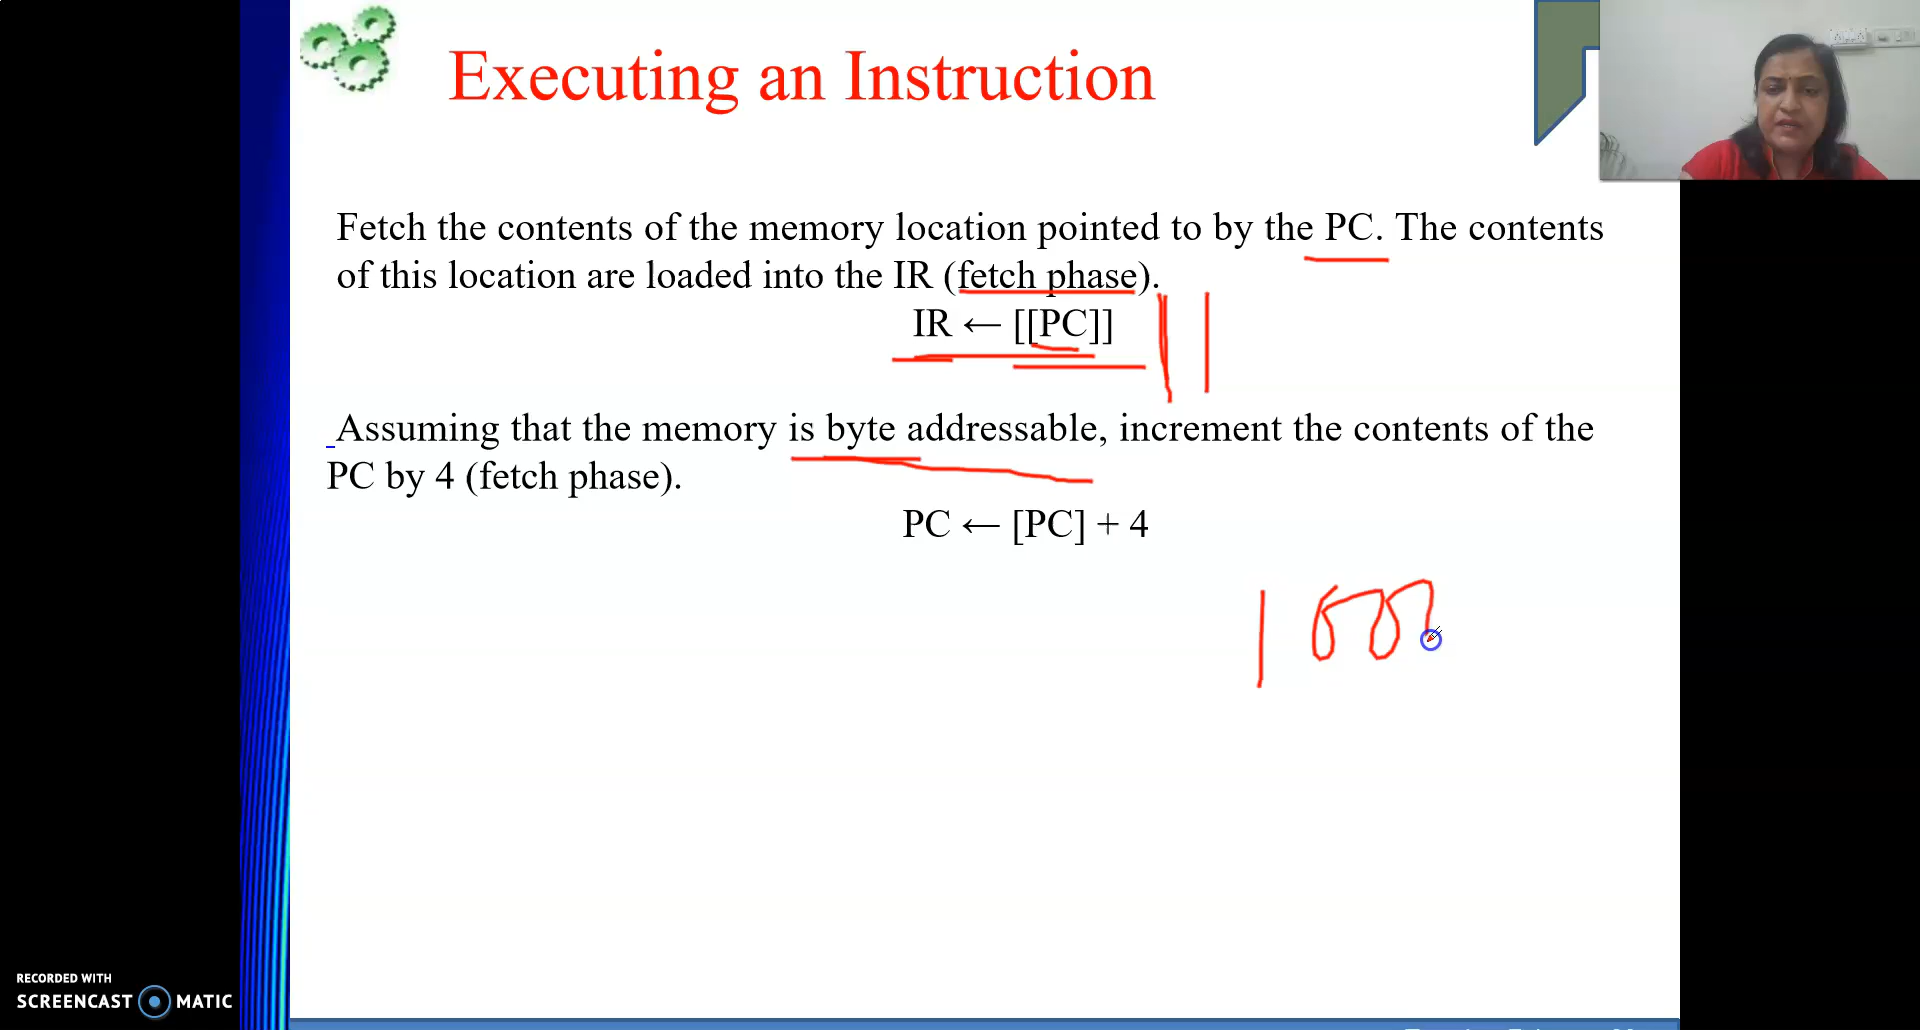 Executing an Instruction
Fetch the contents of the memory location pointed to by the PC. The contents
of this location are loaded into the IR (fetch phase).
IR ← [[PC]]
Assuming that the memory is byte addressable, increment the contents of the
PC by 4 (fetch phase).
PC ← [PC] + 4
1000
RECORDED WITH
SCREENCAST MATIC